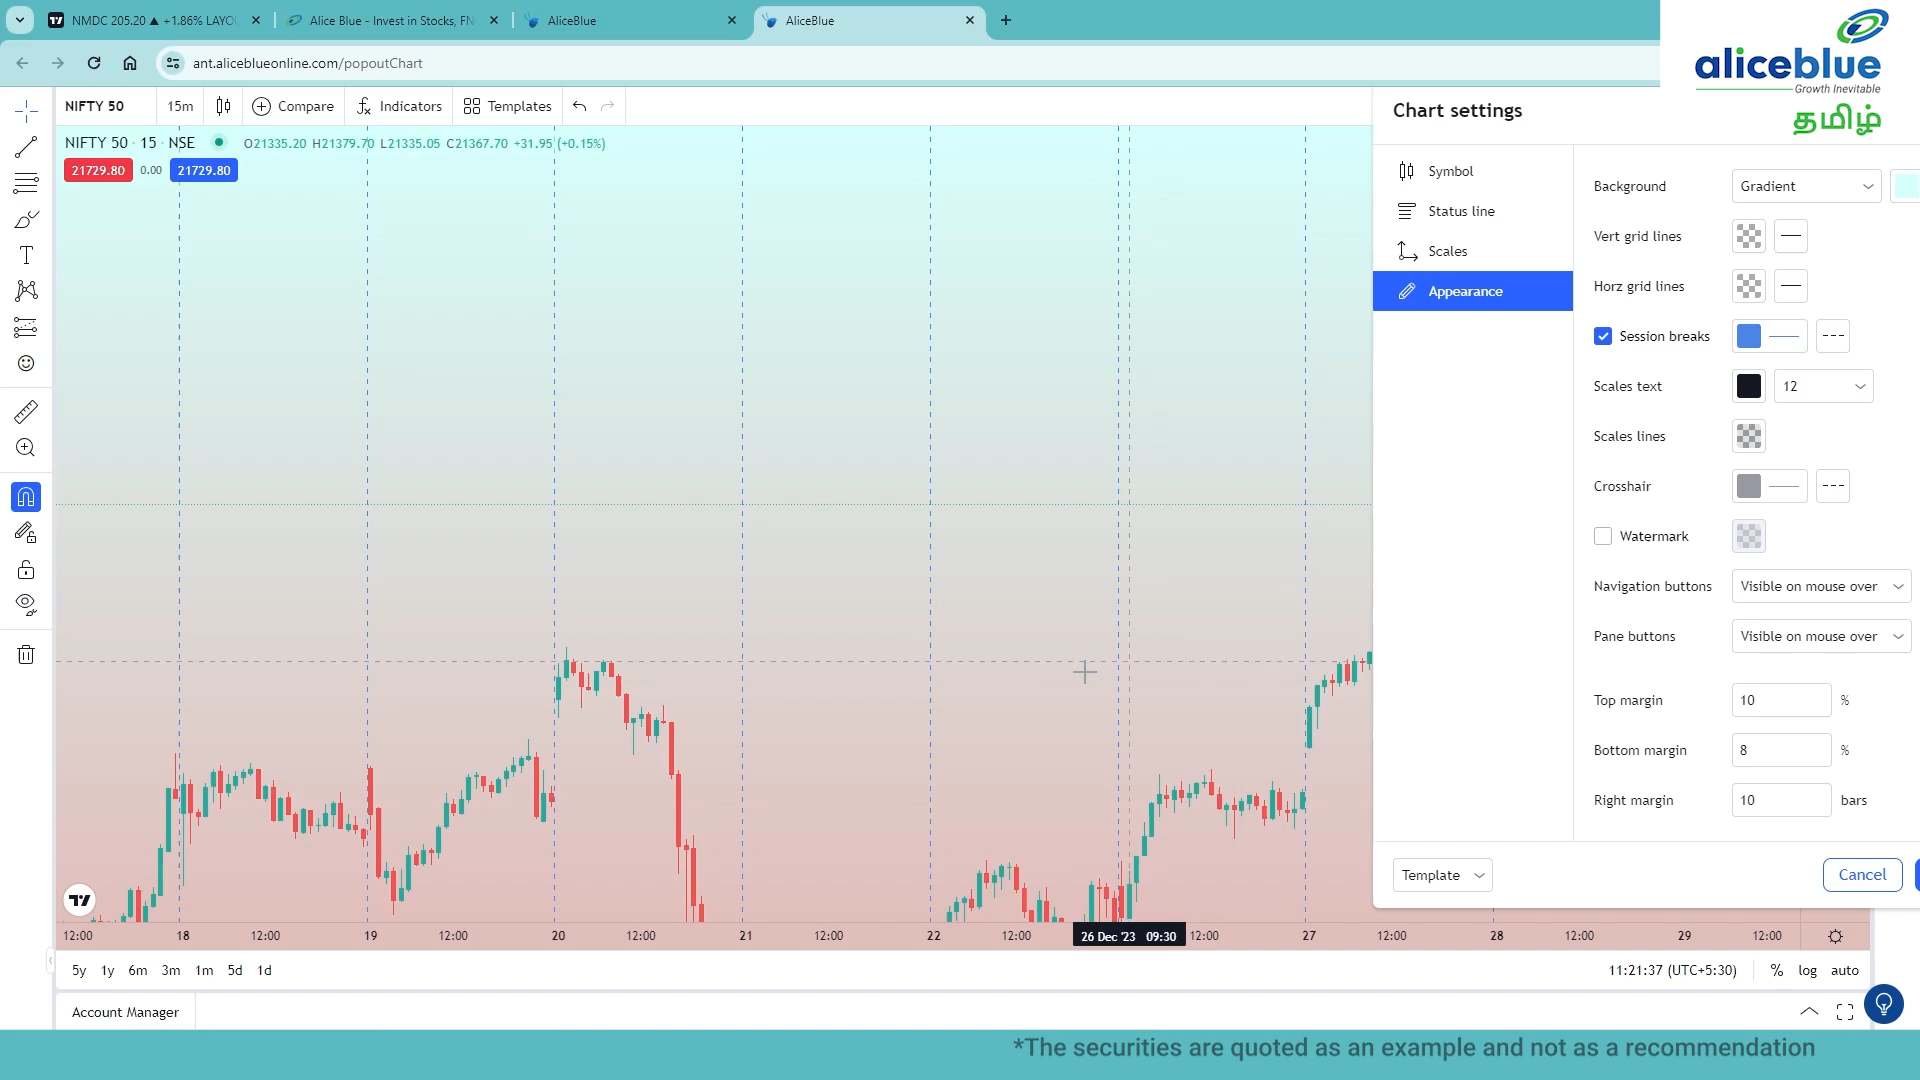 NMDC 205.20 ▲ +1.86% LAYOU
Alice Blue - Invest in Stocks, FN
AliceBlue
AliceBlue
ant.aliceblueonline.com/popoutChart
aliceblue
Growth Inevitable
தமிழ்
NIFTY 50
15m
Compare
Indicators
Templates
NIFTY 50 · 15 · NSE
O21335.20 H21379.70 L21335.05 C21367.70 +31.95 (+0.15%)
21729.80
0.00
21729.80
Chart settings
Symbol
Status line
Scales
Appearance
Background
Gradient
Vert grid lines
Horz grid lines
Session breaks
Scales text
12
Scales lines
Crosshair
Watermark
Navigation buttons
Visible on mouse over
Pane buttons
Visible on mouse over
Top margin
10
%
Bottom margin
8
%
Right margin
10
bars
Template
Cancel
12:00
18
12:00
19
12:00
20
12:00
21
12:00
22
12:00
26 Dec '23 09:30
12:00
27
12:00
28
12:00
29
12:00
5y
1y
6m
3m
1m
5d
1d
11:21:37 (UTC+5:30)
%
log
auto
Account Manager
*The securities are quoted as an example and not as a recommendation